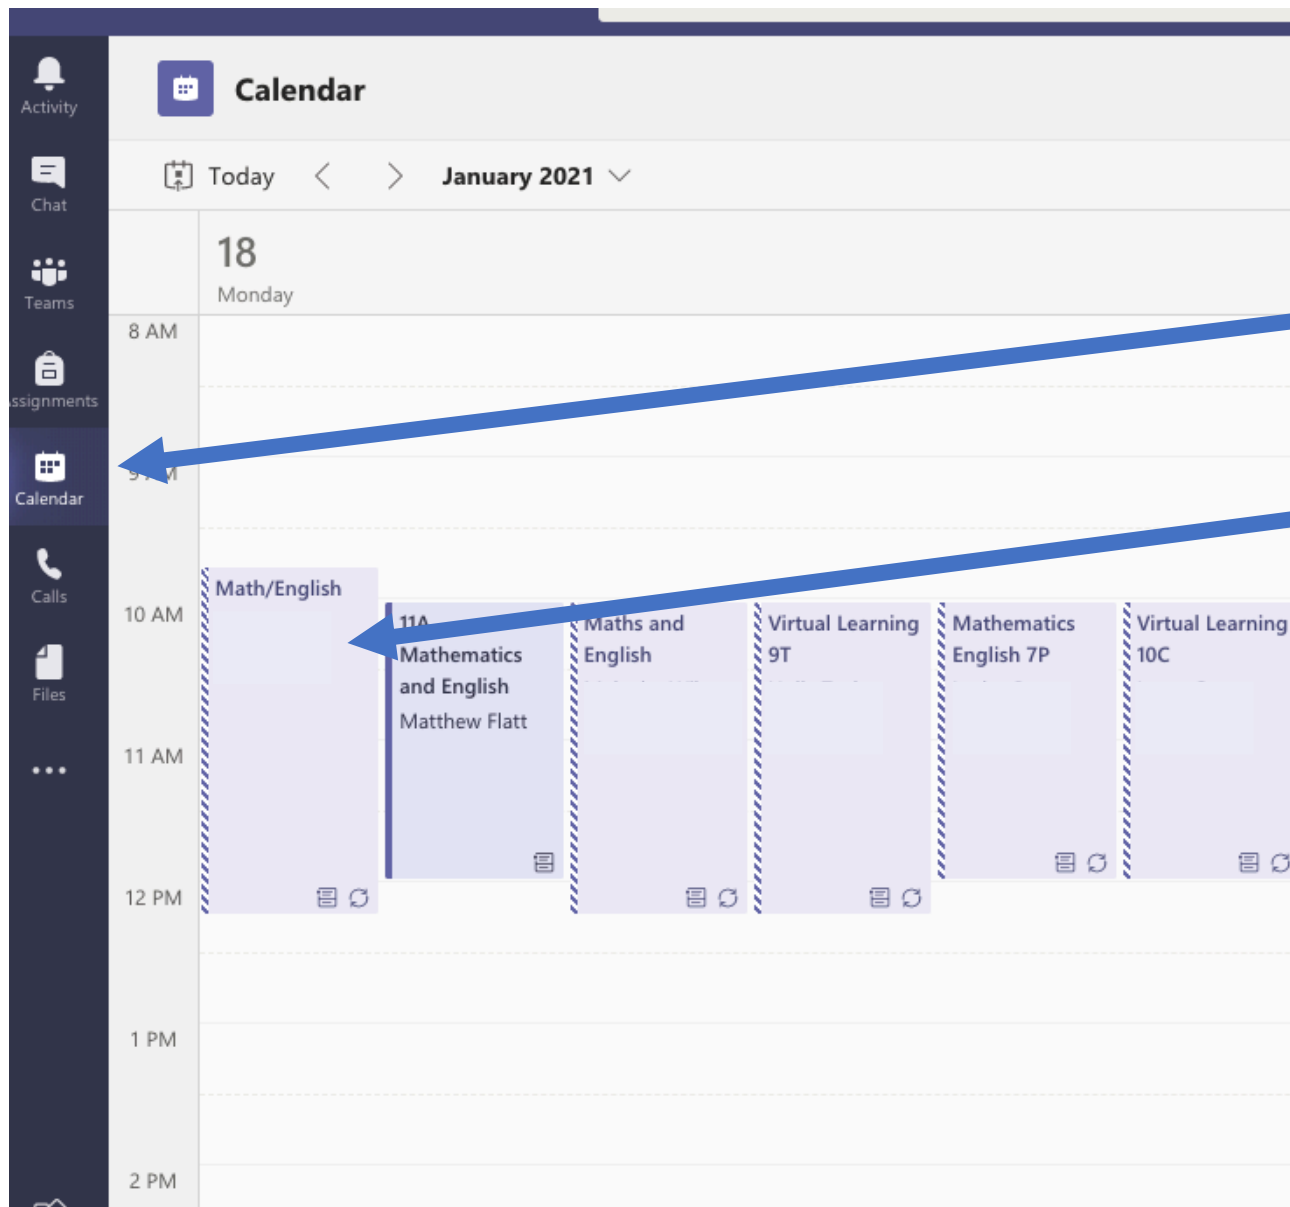 Activity
Chat
Teams
ssignments
Calendar
Calls
Files
Calendar
Today
January 2021
18
Monday
8 AM
10 AM
11 AM
12 PM
1 PM
2 PM
Math/English
11A
Mathematics
and English
Matthew Flatt
Maths and
English
Virtual Learning
9T
Mathematics
English 7P
Virtual Learning
10C